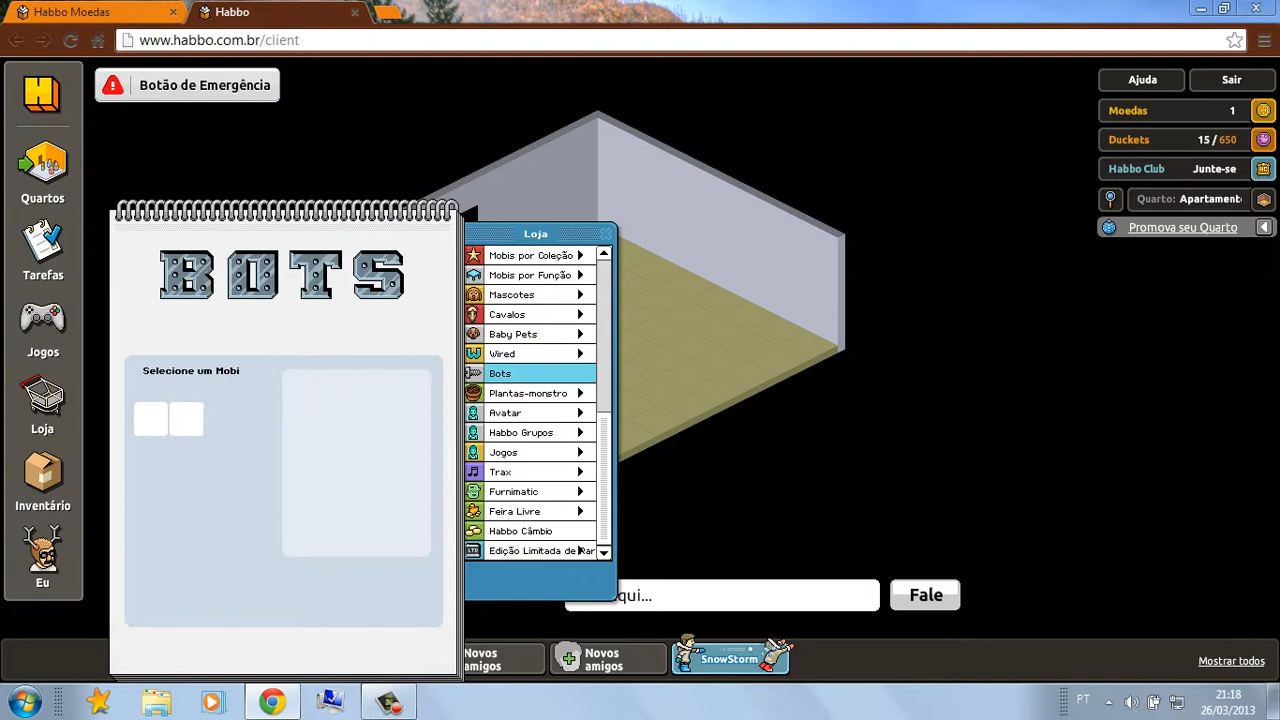 Habbo Moedas
Habbo
www.habbo.com.br/client
Botão de Emergência
Ajuda
Sair
Moedas 1
Duckets 15 / 650
Habbo Club Junte-se
Quarto: Apartament
Promova seu Quarto
Quartos
Tarefas
Jogos
Loja
Inventário
Eu
BOTS
Selecione um Mobi
Loja
Mobis por Coleção
Mobis por Função
Mascotes
Cavalos
Baby Pets
Wired
Bots
Plantas-monstro
Avatar
Habbo Grupos
Jogos
Trax
Furnimatic
Feira Livre
Habbo Câmbio
Edição Limitada de
qui...
Fale
Novos
amigos
Novos
amigos
SnowStorm
Mostrar todos
PT
21:18
26/03/2013